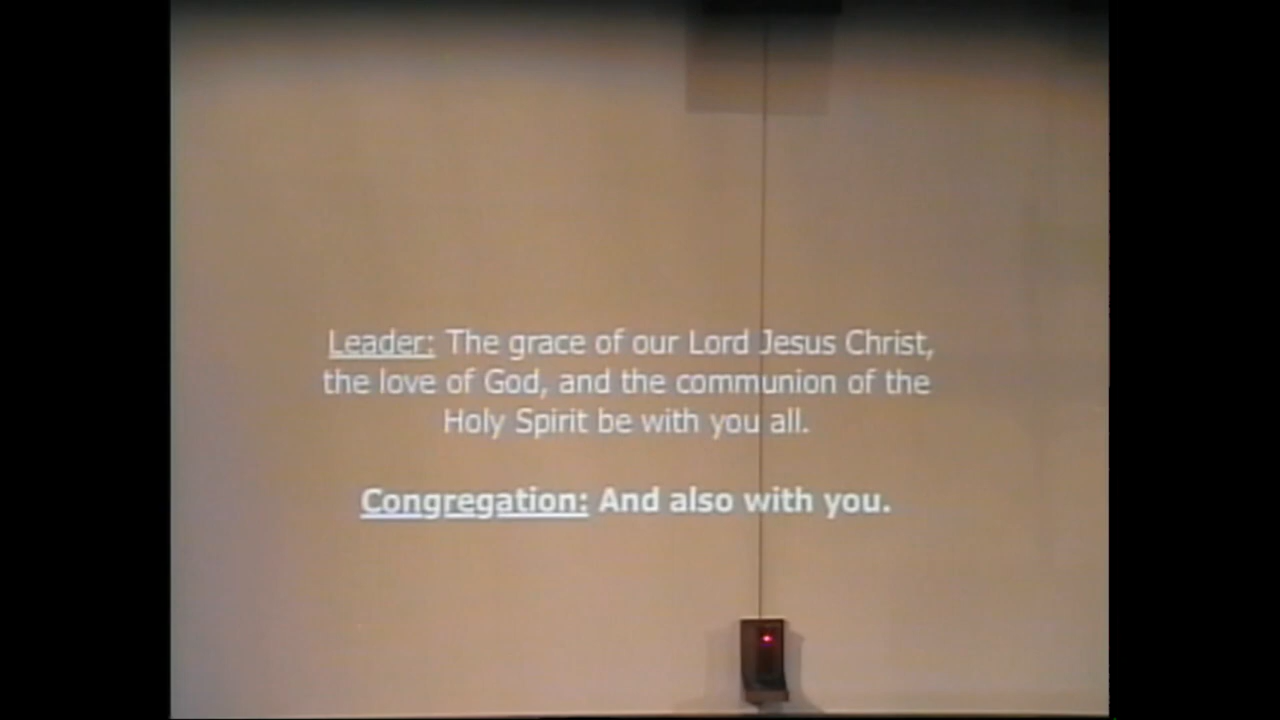 Leader: The grace of our Lord Jesus Christ,
the love of God, and the communion of the
Holy Spirit be with you all.
Congregation: And also with you.